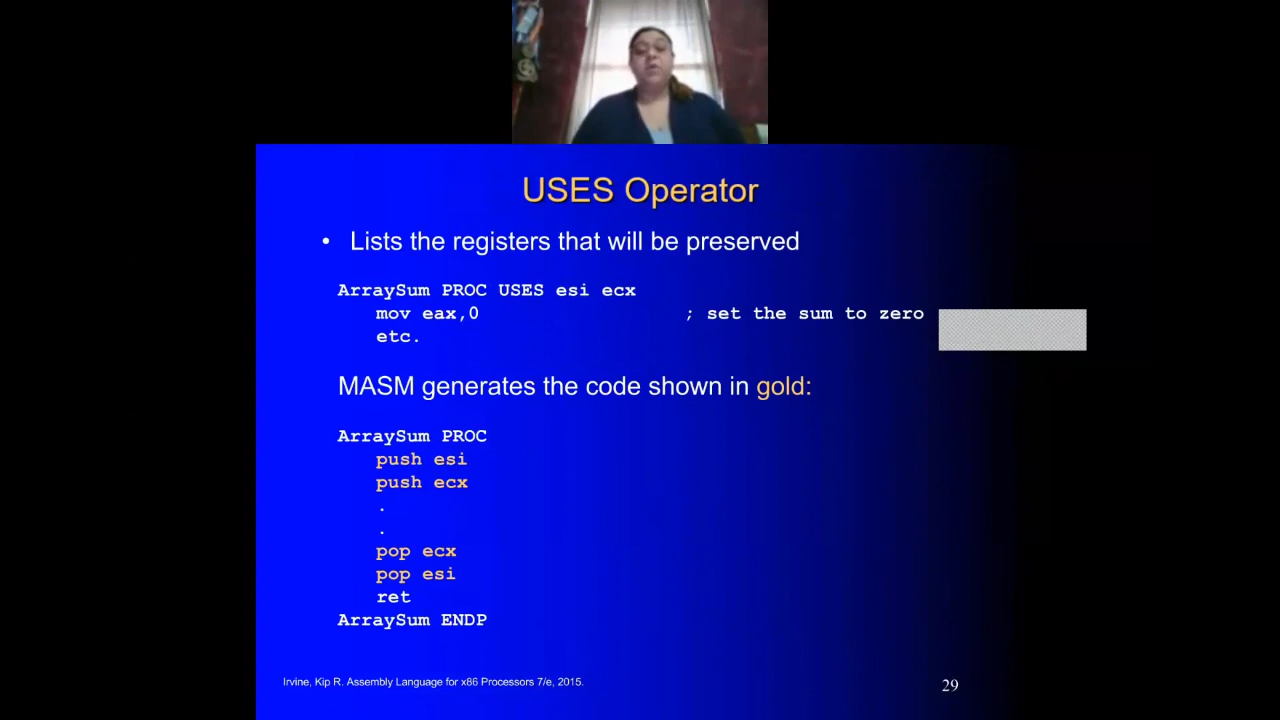 USES Operator
• Lists the registers that will be preserved
ArraySum PROC USES esi ecx
mov eax,0 ; set the sum to zero
etc.
MASM generates the code shown in gold:
ArraySum PROC
push esi
push ecx
.
.
pop ecx
pop esi
ret
ArraySum ENDP
Irvine, Kip R. Assembly Language for x86 Processors 7/e, 2015.
29